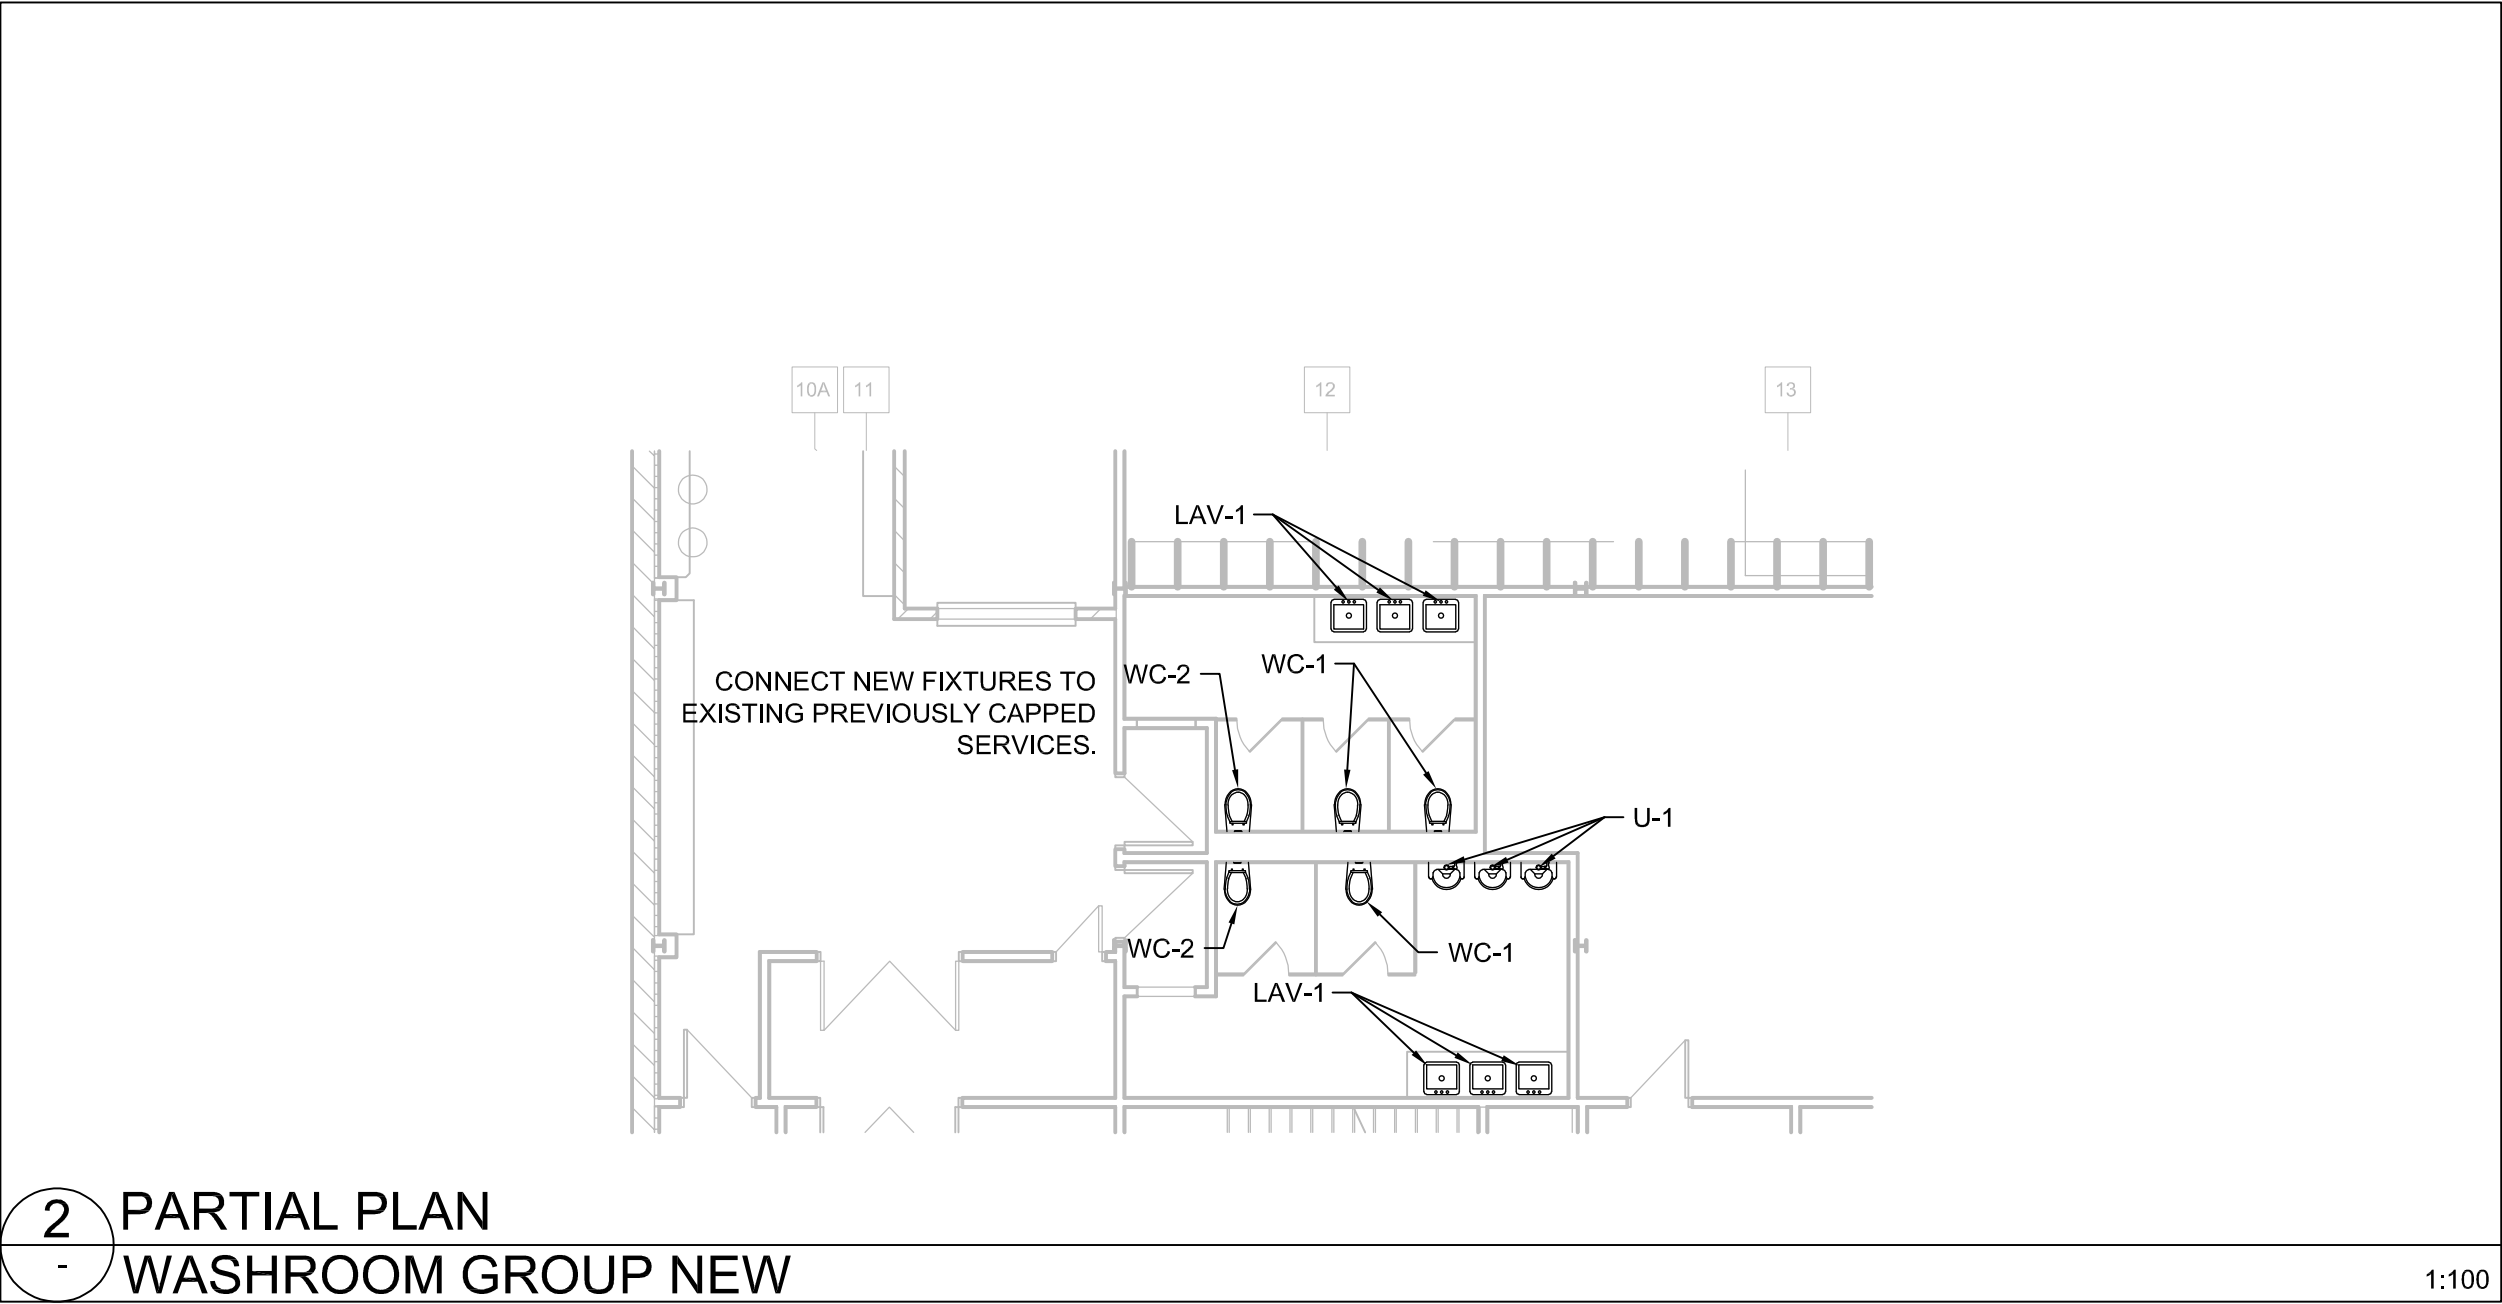 10A
11
12
13
LAV-1
CONNECT NEW FIXTURES TO
EXISTING PREVIOUSLY CAPPED
SERVICES.
WC-2
WC-1
U-1
WC-2
WC-1
LAV-1
2
-
PARTIAL PLAN
WASHROOM GROUP NEW
1:100